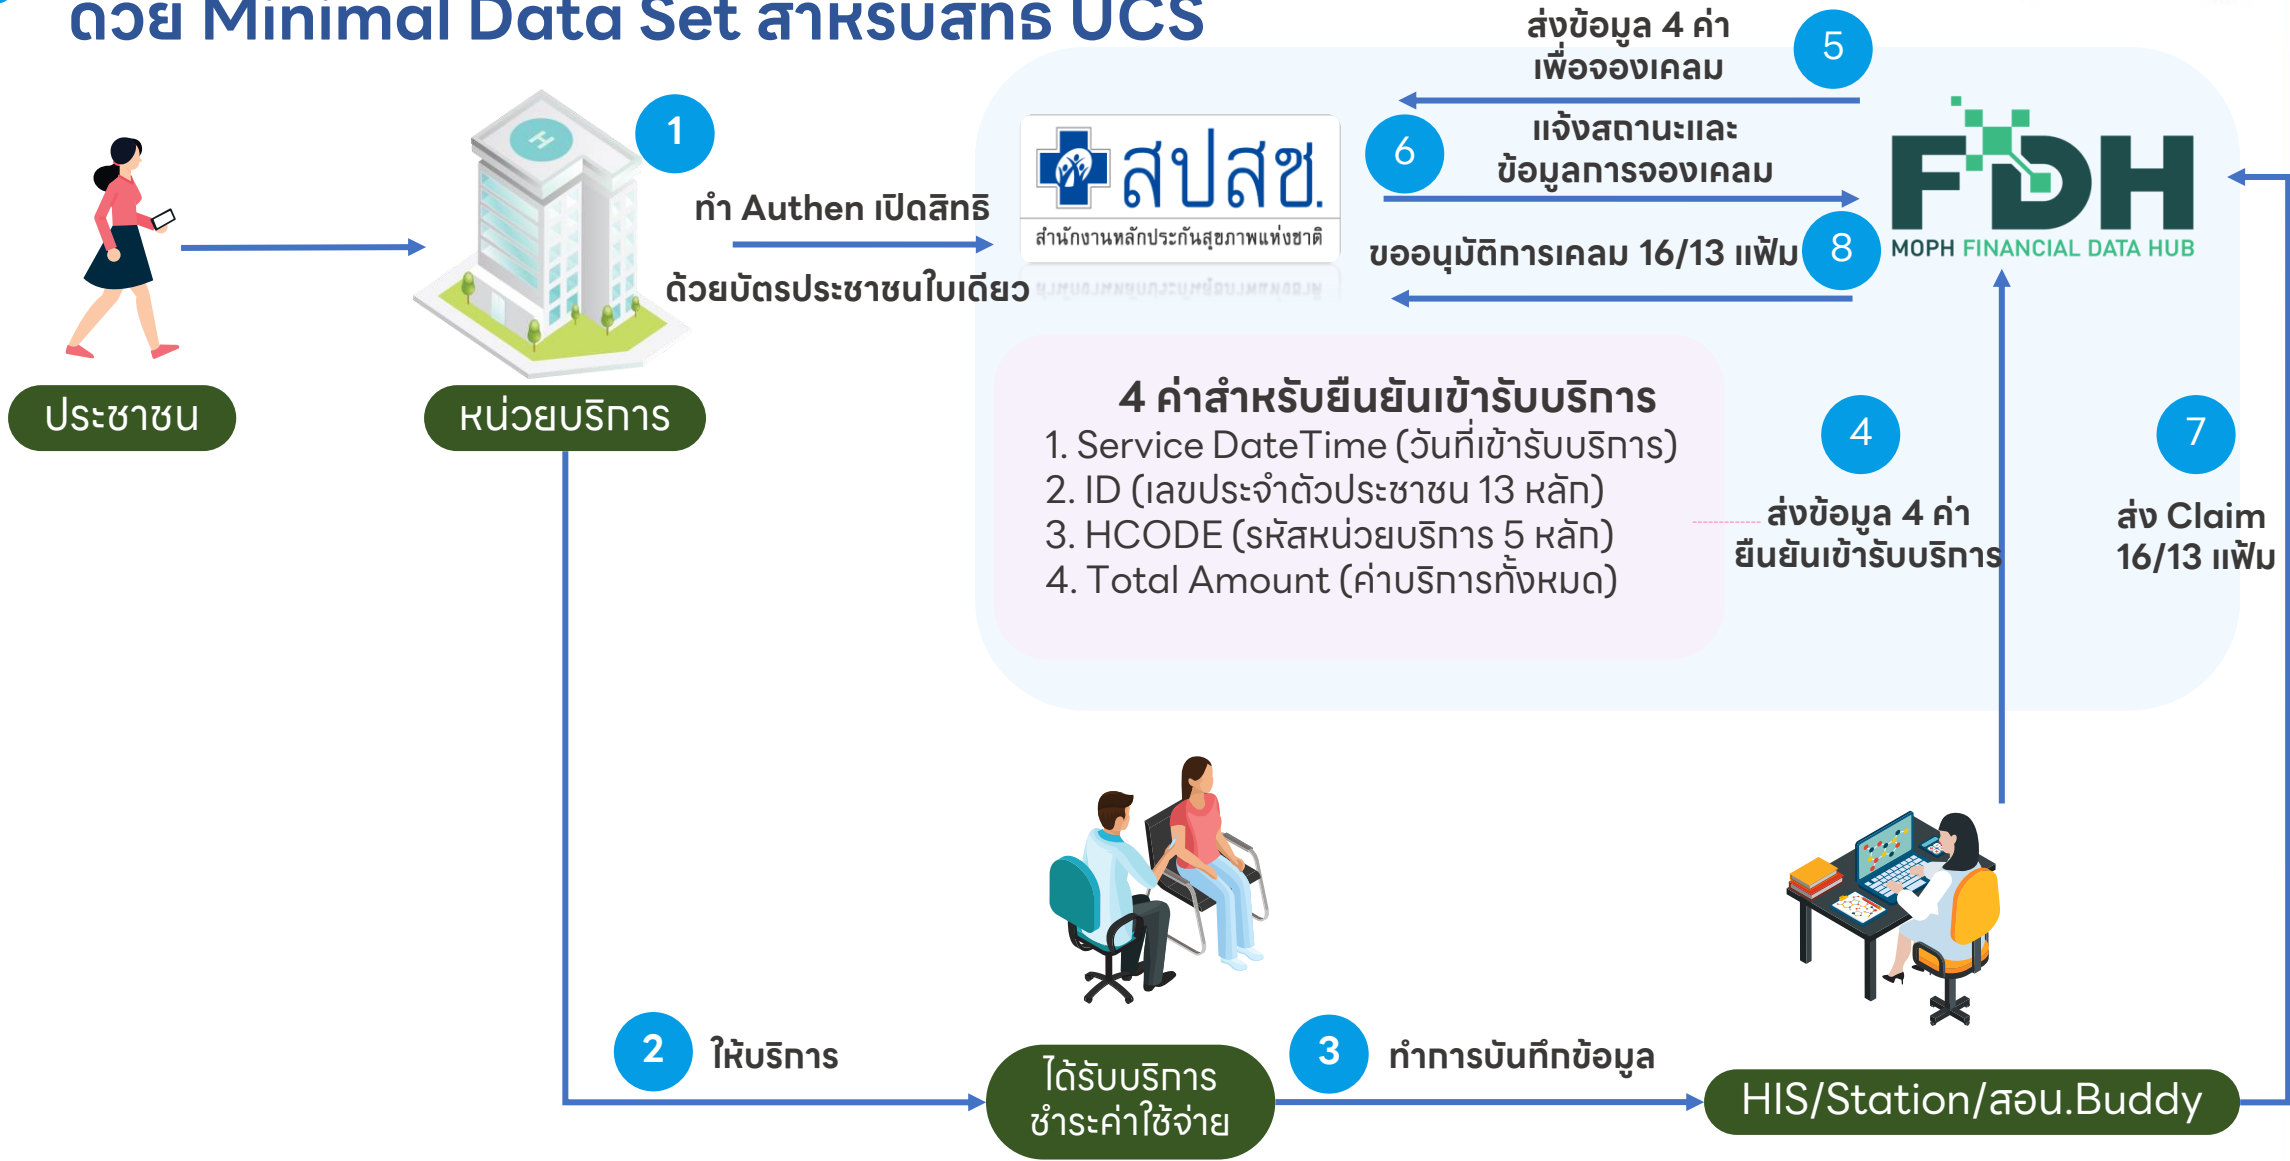 ด้วย Minimal Data Set สำหรับสิทธิ UCS
ส่งข้อมูล 4 ค่า
เพื่อจองเคลม
5
1
แจ้งสถานะและ
ข้อมูลการจองเคลม
6
สปสช.
สำนักงานหลักประกันสุขภาพแห่งชาติ
FDH
MOPH FINANCIAL DATA HUB
ทำ Authen เปิดสิทธิ
ด้วยบัตรประชาชนใบเดียว
ขออนุมัติการเคลม 16/13 แฟ้ม
8
H
ประชาชน
หน่วยบริการ
4 ค่าสำหรับยืนยันเข้ารับบริการ
1. Service DateTime (วันที่เข้ารับบริการ)
2. ID (เลขประจำตัวประชาชน 13 หลัก)
3. HCODE (รหัสหน่วยบริการ 5 หลัก)
4. Total Amount (ค่าบริการทั้งหมด)
4
ส่งข้อมูล 4 ค่า
ยืนยันเข้ารับบริการ
7
ส่ง Claim
16/13 แฟ้ม
2
ให้บริการ
ได้รับบริการ
ชำระค่าใช้จ่าย
3
ทำการบันทึกข้อมูล
HIS/Station/สอน.Buddy